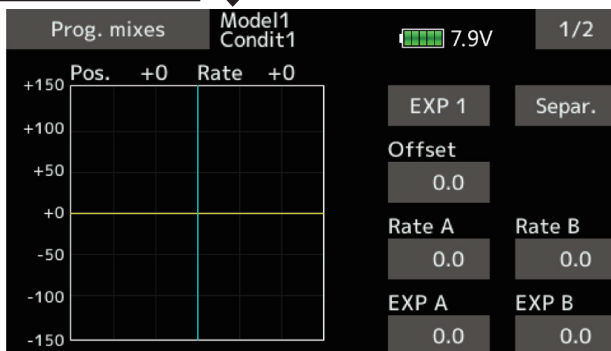 Prog. mixes
Model1
Condit1
7.9V
1/2
Pos. +0 Rate +0
+150
+100
+50
+0
-50
-100
-150
EXP 1 Separ.
Offset
0.0
Rate A Rate B
0.0 0.0
EXP A EXP B
0.0 0.0